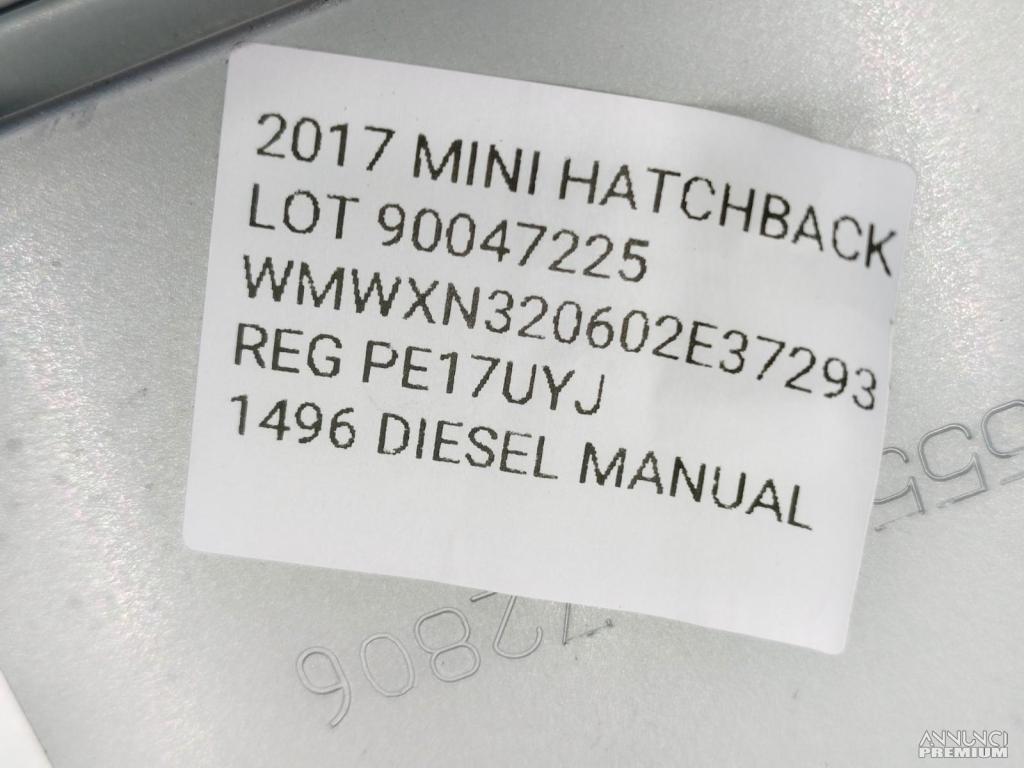 2017 MINI HATCHBACK
LOT 90047225
WMWXN320602E37293
REG PE17UYJ
1496 DIESEL MANUAL
ANNUNCI
PREMIUM